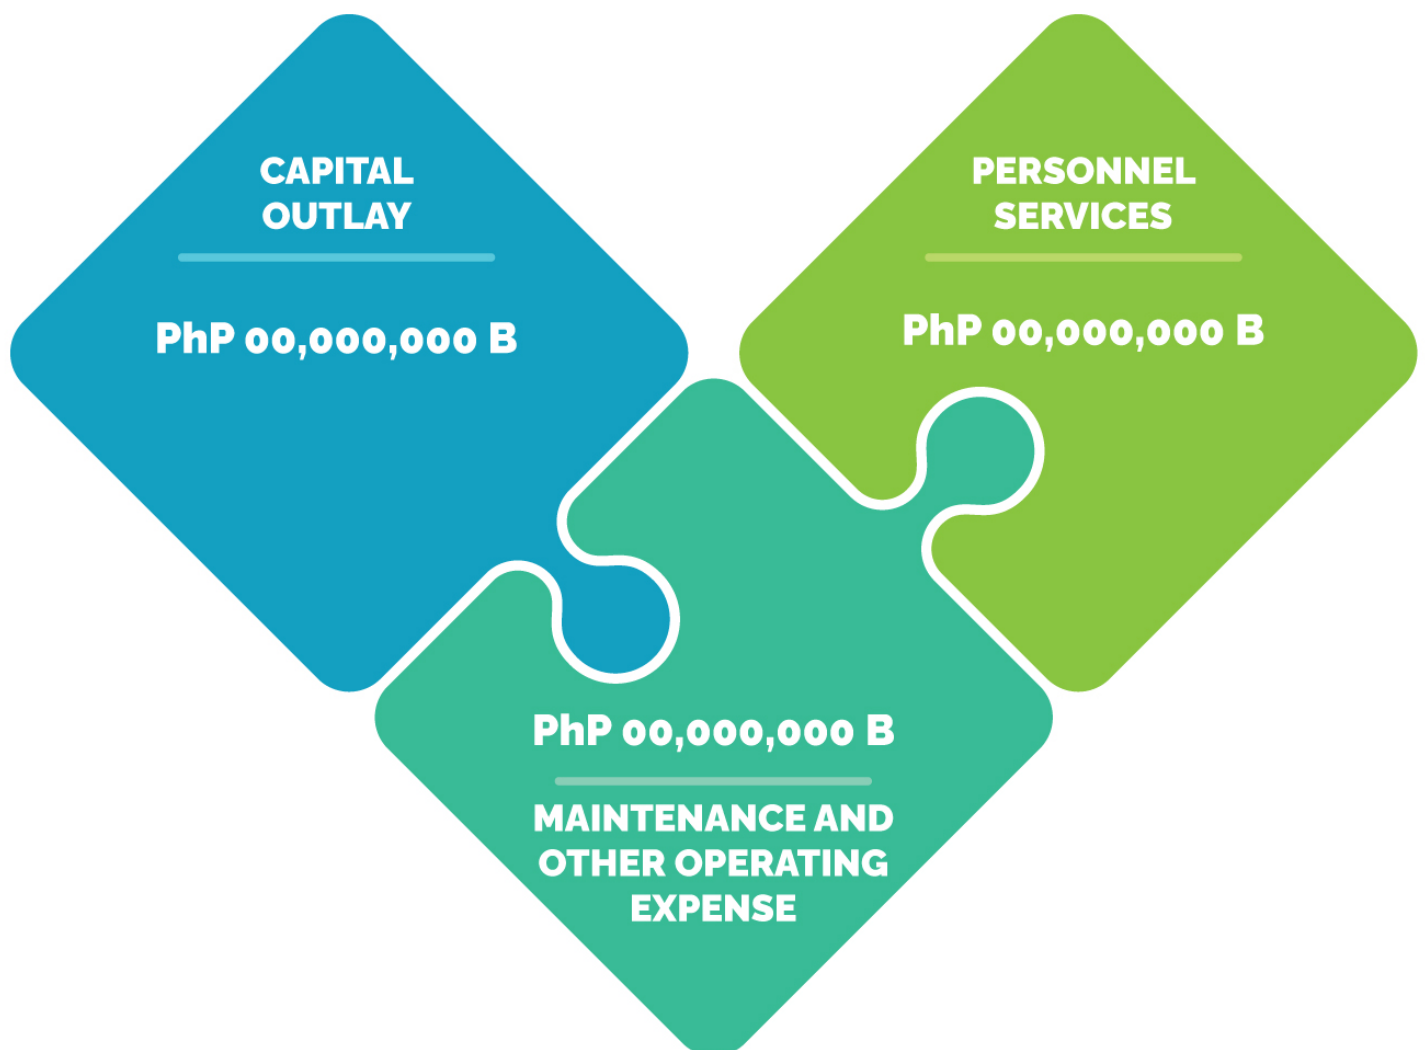 CAPITAL
OUTLAY
PhP 00,000,000 B
PERSONNEL
SERVICES
PhP 00,000,000 B
PhP 00,000,000 B
MAINTENANCE AND
OTHER OPERATING
EXPENSE